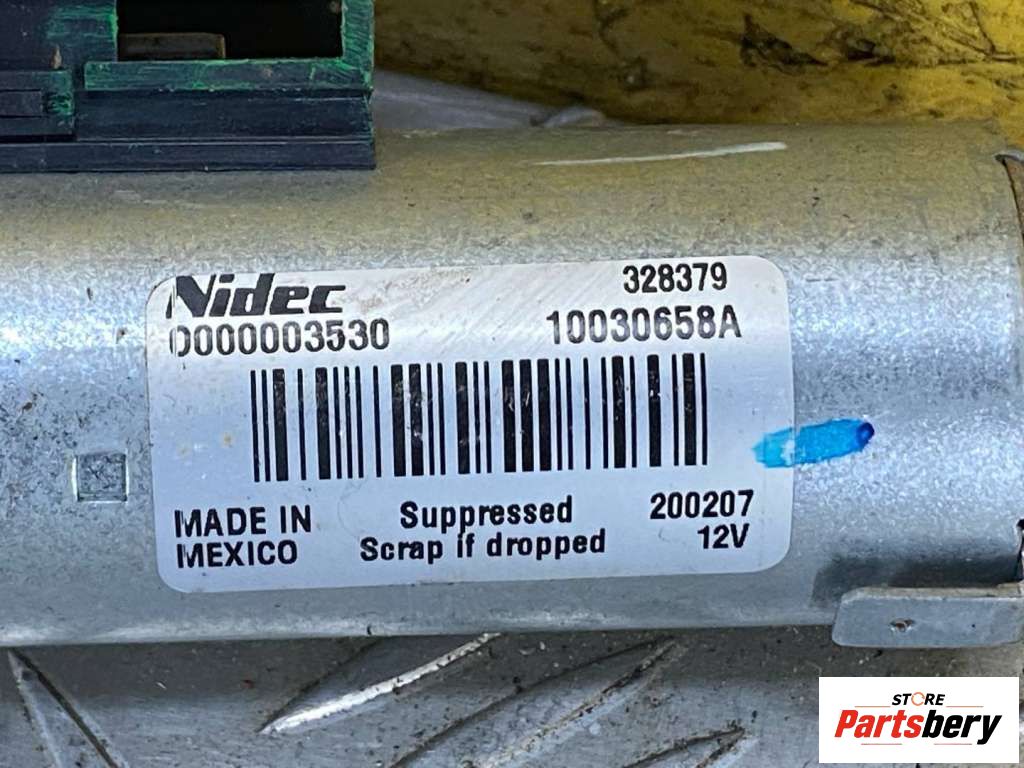 Nidec 328379
0000003530 10030658A
MADE IN Suppressed 200207
MEXICO Scrap if dropped 12V
STORE
Partsbery